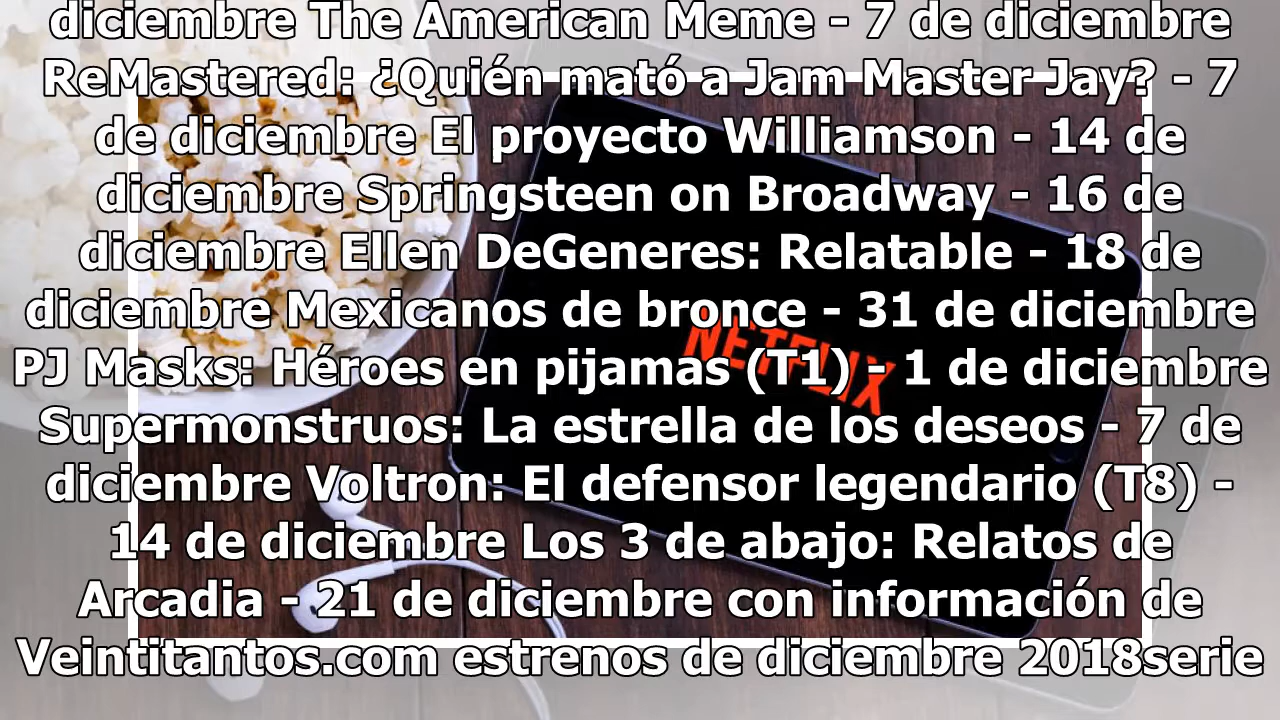 diciembre The American Meme - 7 de diciembre
ReMastered: ¿Quién mató a Jam Master Jay? - 7
de diciembre El proyecto Williamson - 14 de
diciembre Springsteen on Broadway - 16 de
diciembre Ellen DeGeneres: Relatable - 18 de
diciembre Mexicanos de bronce - 31 de diciembre
NETFLIX
PJ Masks: Héroes en pijamas (T1) - 1 de diciembre
Supermonstruos: La estrella de los deseos - 7 de
diciembre Voltron: El defensor legendario (T8) -
14 de diciembre Los 3 de abajo: Relatos de
Arcadia - 21 de diciembre con información de
Veintitantos.com estrenos de diciembre 2018serie